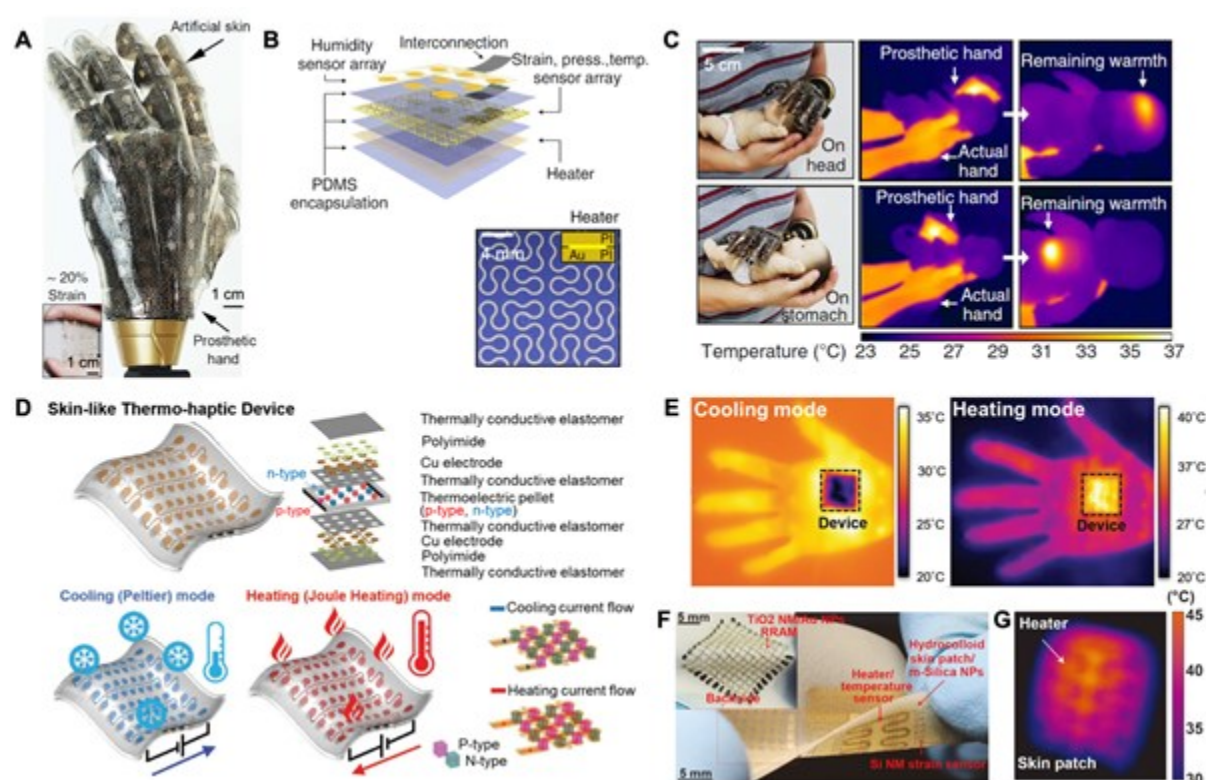 A
Artificial skin
~ 20%
Strain
1 cm
1 cm
Prosthetic
hand
B
Humidity
sensor array
Interconnection
Strain, press.,temp.
sensor array
PDMS
encapsulation
Heater
Heater
4 mm
PI
Au PI
C
5 cm
On
head
Prosthetic hand
Actual
hand
Remaining warmth
On
stomach
Prosthetic hand
Actual
hand
Remaining warmth
Temperature (°C)
23 25 27 29 31 33 35 37
D
Skin-like Thermo-haptic Device
n-type
p-type
Thermally conductive elastomer
Polyimide
Cu electrode
Thermally conductive elastomer
Thermoelectric pellet
(p-type, n-type)
Thermally conductive elastomer
Cu electrode
Polyimide
Thermally conductive elastomer
Cooling (Peltier) mode
Heating (Joule Heating) mode
Cooling current flow
Heating current flow
P-type
N-type
E
Cooling mode
Device
35°C
30°C
25°C
20°C
Heating mode
Device
40°C
37°C
27°C
20°C
(°C)
F
5 mm
TiO2
RRAM
Backside
Heater/
temperature
sensor
Hydrocolloid
skin patch/
m-Silica NPs
Si NM strain sensor
5 mm
G
Heater
Skin patch
45
40
35
30